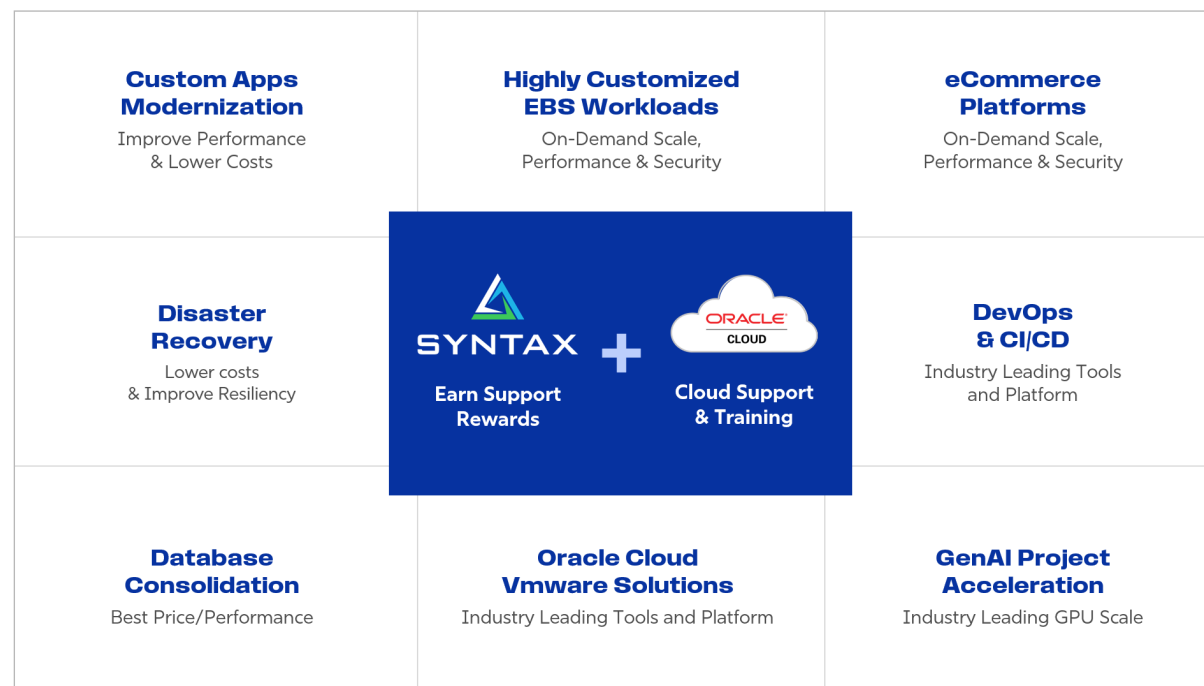 Custom Apps
Modernization
Improve Performance
& Lower Costs
Highly Customized
EBS Workloads
On-Demand Scale,
Performance & Security
eCommerce
Platforms
On-Demand Scale,
Performance & Security
Disaster
Recovery
Lower costs
& Improve Resiliency
SYNTAX
Earn Support
Rewards
+
ORACLE
CLOUD
Cloud Support
& Training
DevOps
& CI/CD
Industry Leading Tools
and Platform
Database
Consolidation
Best Price/Performance
Oracle Cloud
Vmware Solutions
Industry Leading Tools and Platform
GenAI Project
Acceleration
Industry Leading GPU Scale